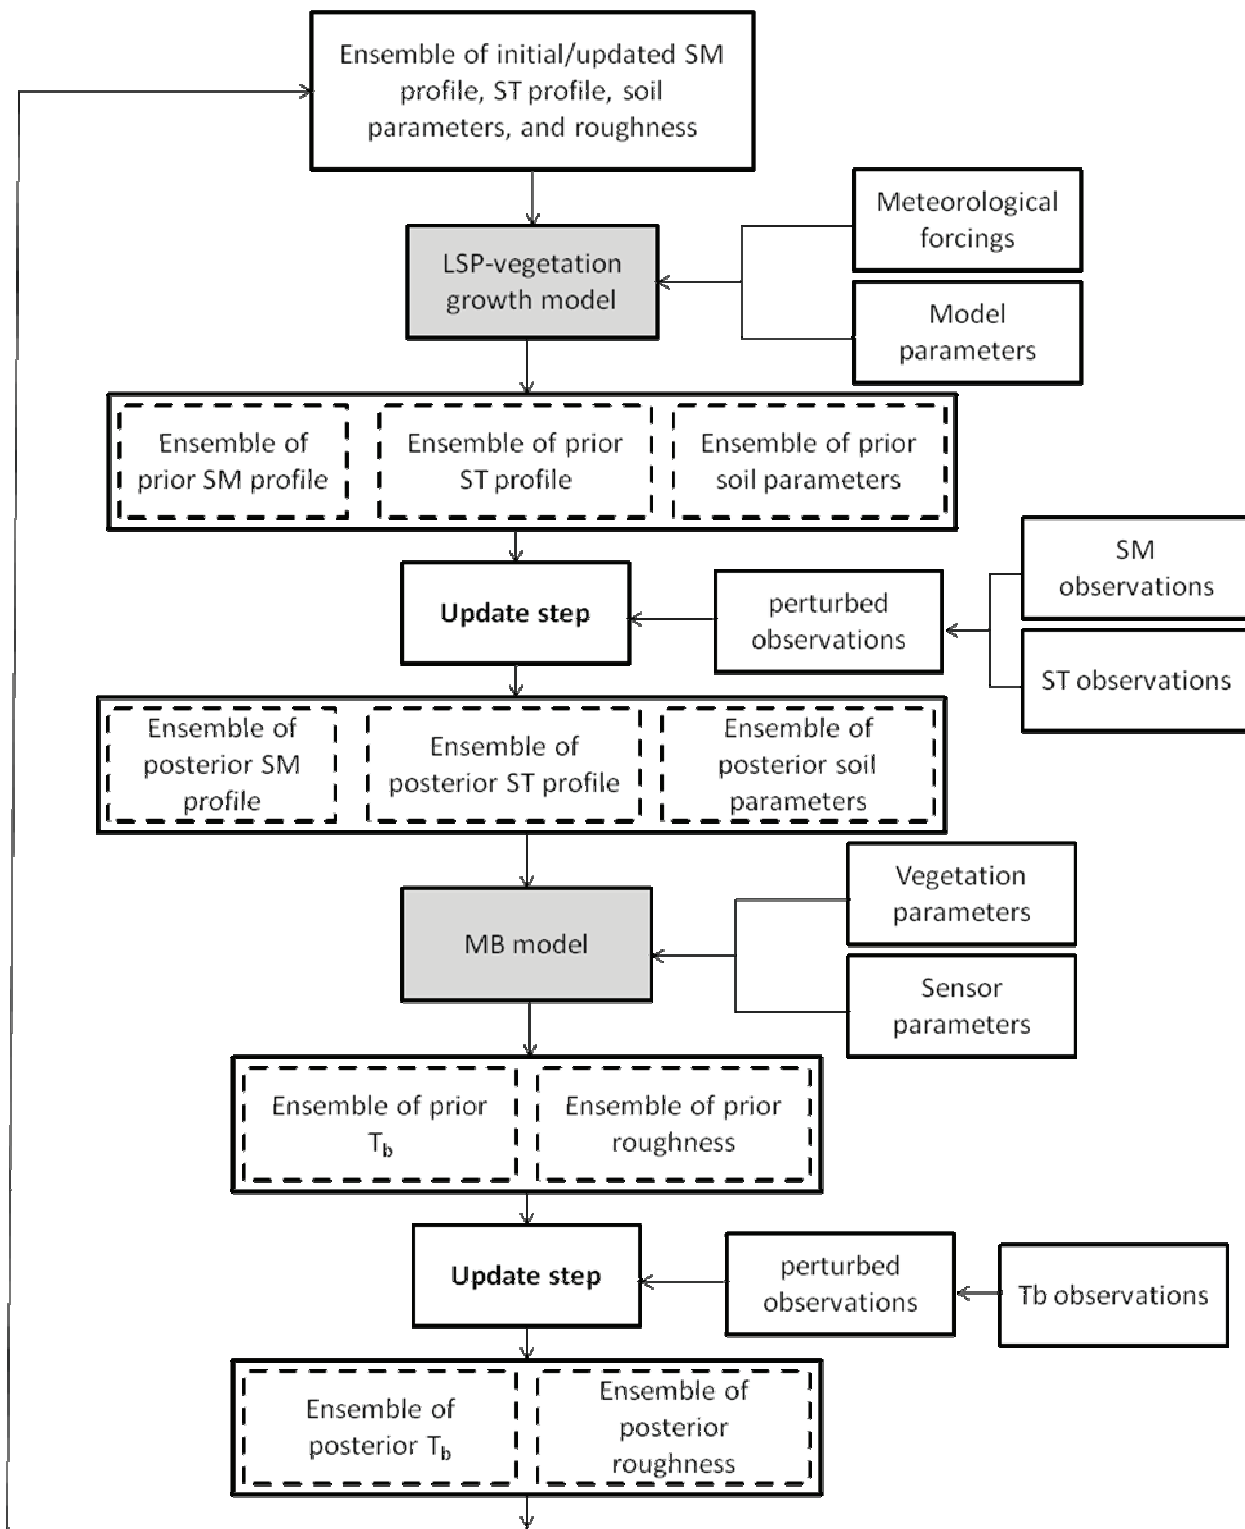 Ensemble of initial/updated SM
profile, ST profile, soil
parameters, and roughness
Meteorological
forcings
LSP-vegetation
growth model
Model
parameters
Ensemble of
prior SM profile
Ensemble of prior
ST profile
Ensemble of prior
soil parameters
SM
observations
Update step
perturbed
observations
ST observations
Ensemble of
posterior SM
profile
Ensemble of
posterior ST profile
Ensemble of
posterior soil
parameters
Vegetation
parameters
MB model
Sensor
parameters
Ensemble of prior
Tb
Ensemble of prior
roughness
Update step
perturbed
observations
Tb observations
Ensemble of
posterior Tb
Ensemble of
posterior
roughness